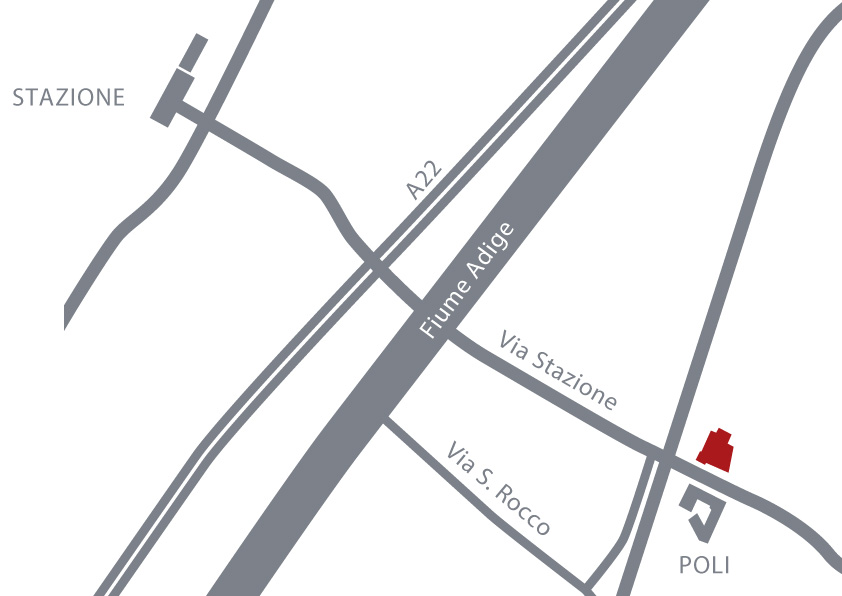 STAZIONE
A22
Fiume Adige
Via Stazione
Via S. Rocco
POLI